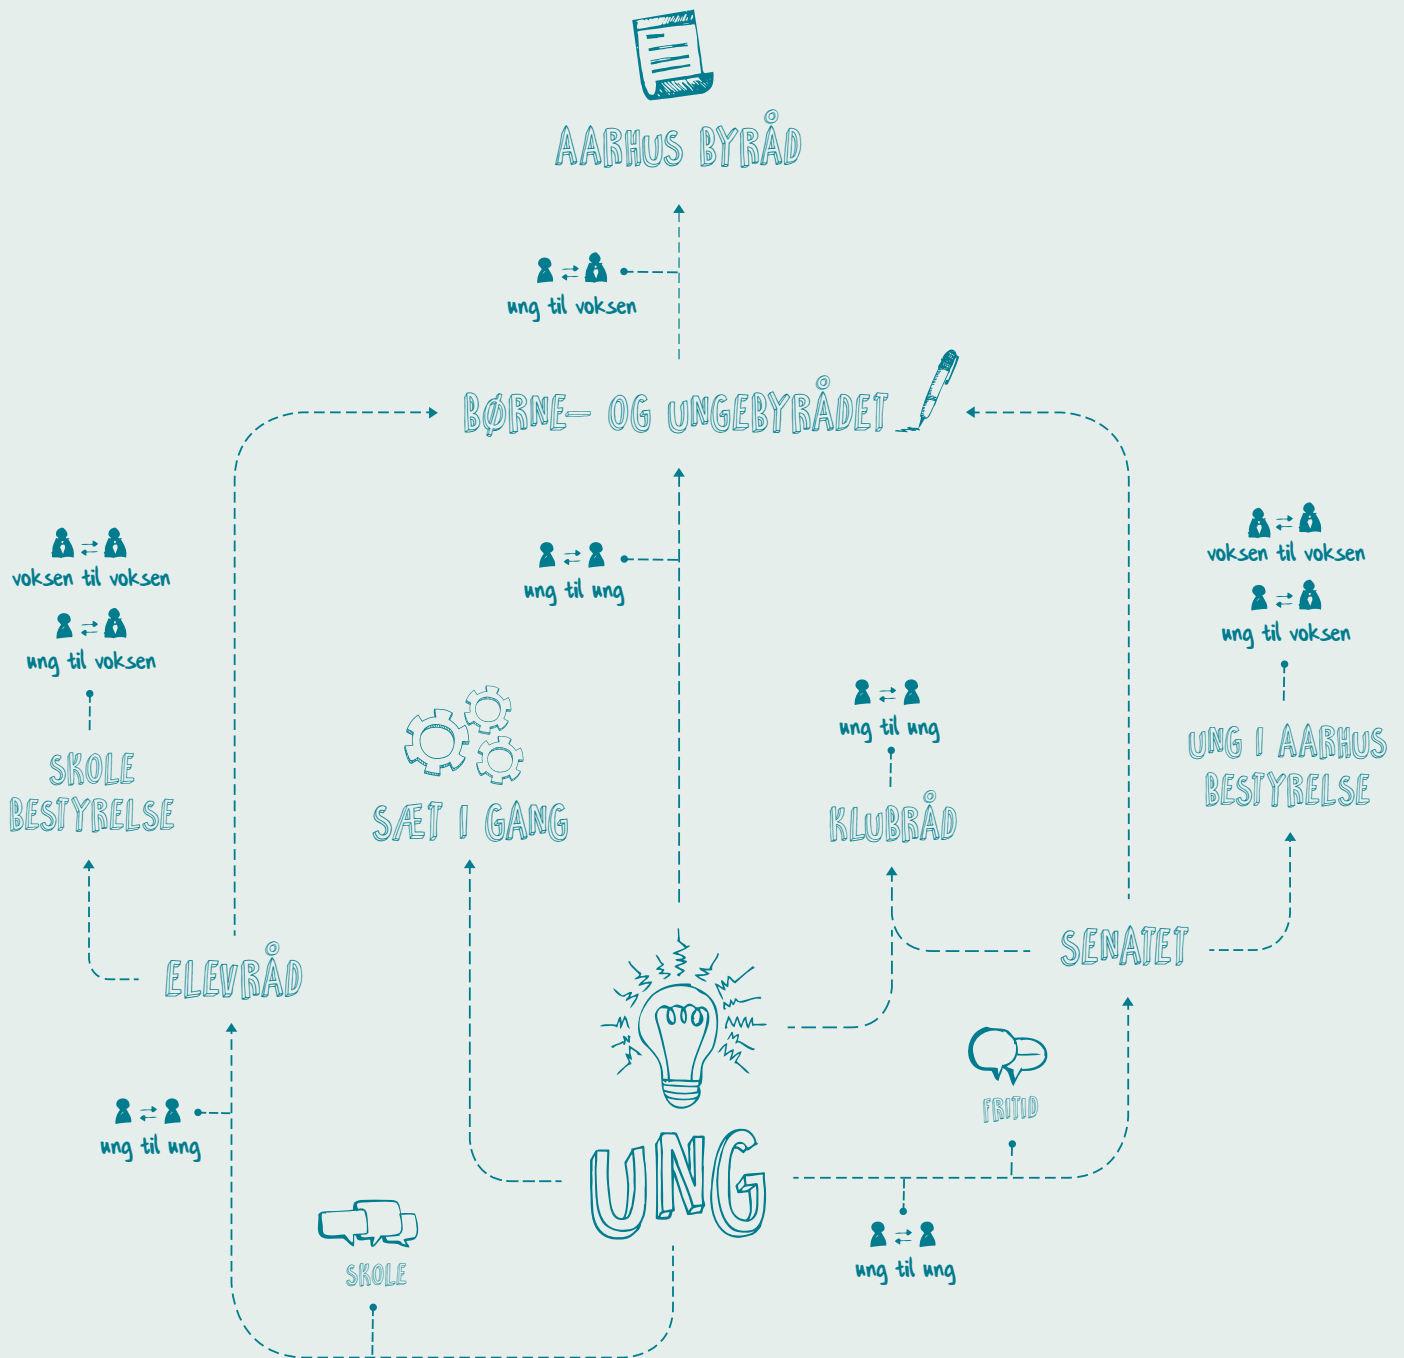 AARHUS BYRÅD
ung til voksen
BØRNE- OG UNGEBYRÅDET
voksen til voksen
ung til voksen
ung til ung
voksen til voksen
ung til voksen
ung til ung
SKOLE
BESTYRELSE
SÆT I GANG
KLUBRÅD
UNG I AARHUS
BESTYRELSE
ELEVRÅD
SENATET
FRITID
ung til ung
UNG
SKOLE
ung til ung